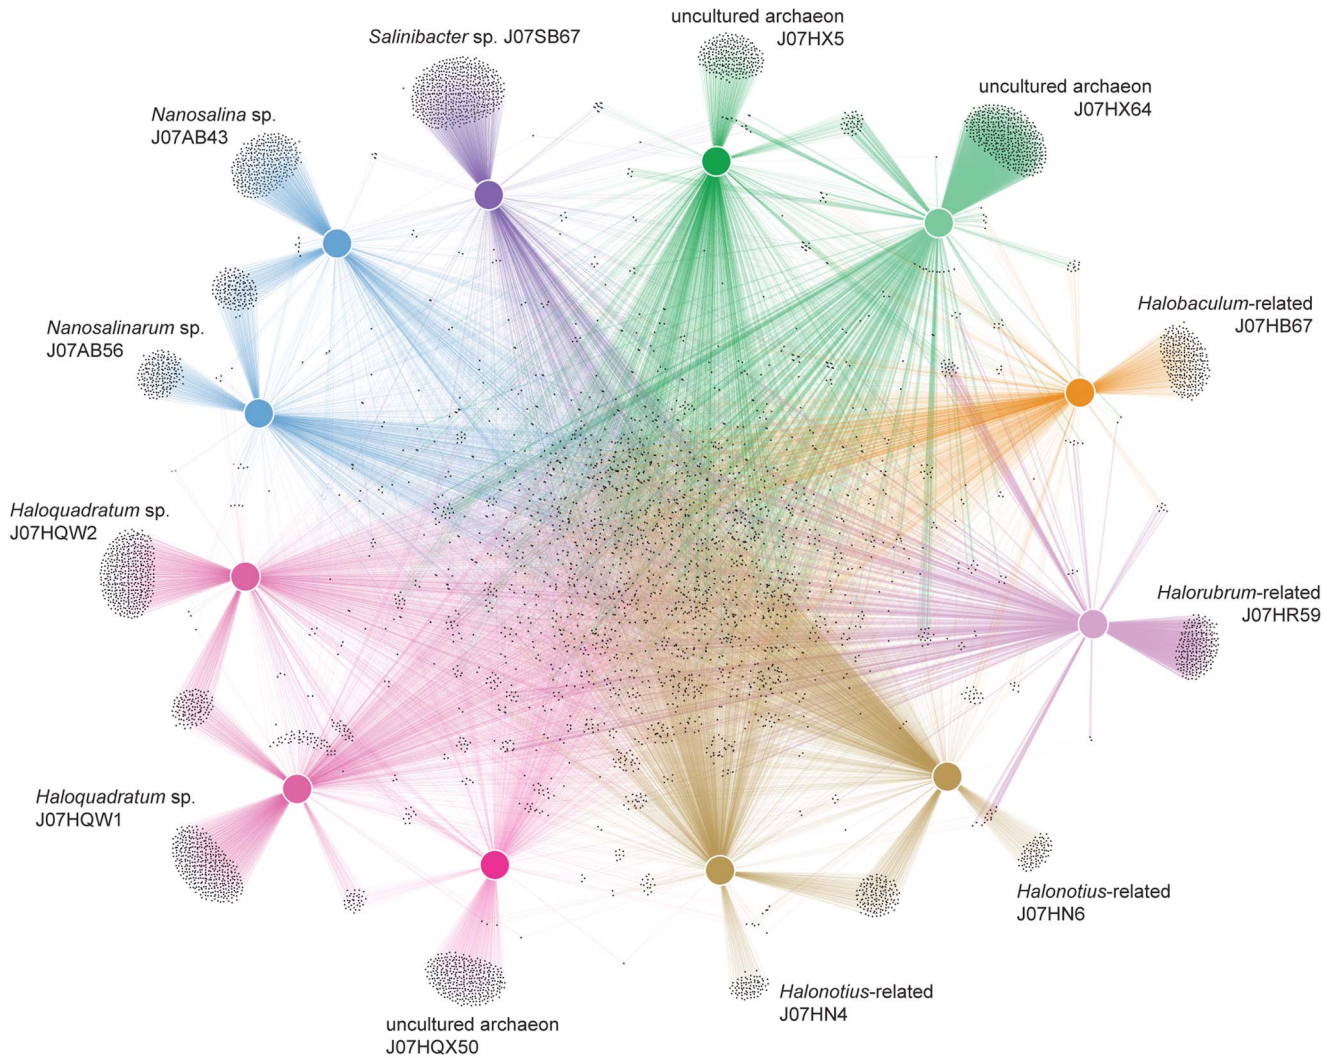 uncultured archaeon
J07HX5
Salinibacter sp. J07SB67
uncultured archaeon
J07HX64
Nanosalina sp.
J07AB43
Halobaculum-related
J07HB67
Nanosalinarum sp.
J07AB56
Haloquadratum sp.
J07HQW2
Halorubrum-related
J07HR59
Haloquadratum sp.
J07HQW1
Halonotius-related
J07HN6
Halonotius-related
J07HN4
uncultured archaeon
J07HQX50